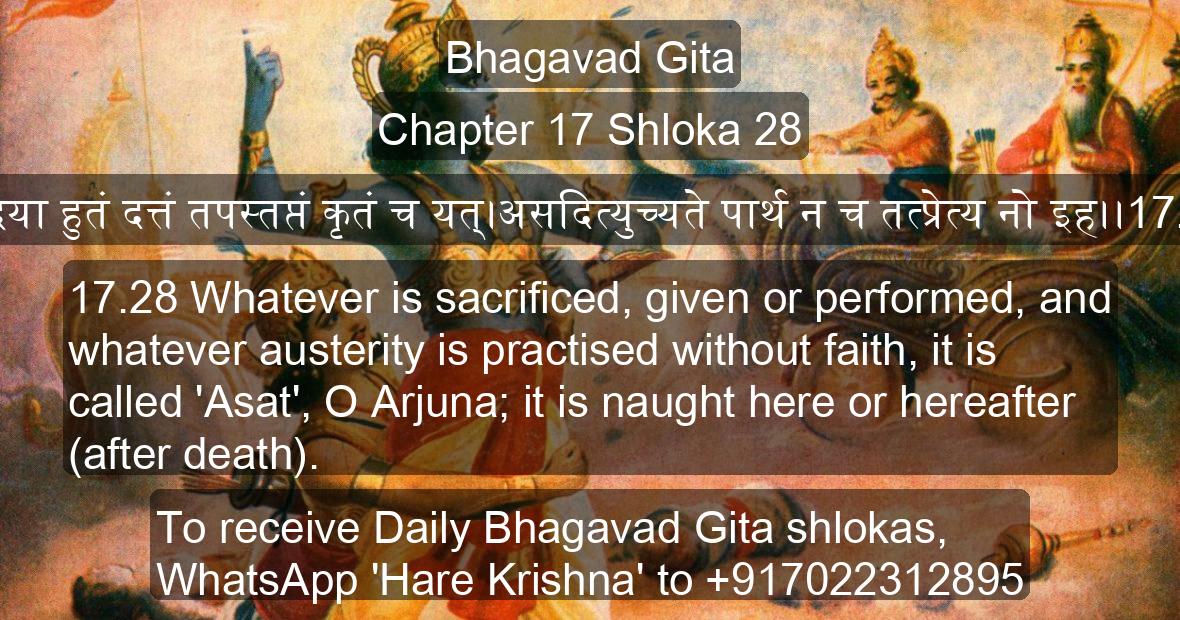 Bhagavad Gita
Chapter 17 Shloka 28
हुतं दत्तं तपस्तप्तं कृतं च यत्।असदित्युच्यते पार्थ न च तत्प्रेत्य नो इह।।17.
17.28 Whatever is sacrificed, given or performed, and
whatever austerity is practised without faith, it is
called 'Asat', O Arjuna; it is naught here or hereafter
(after death).
To receive Daily Bhagavad Gita shlokas,
WhatsApp 'Hare Krishna' to +917022312895